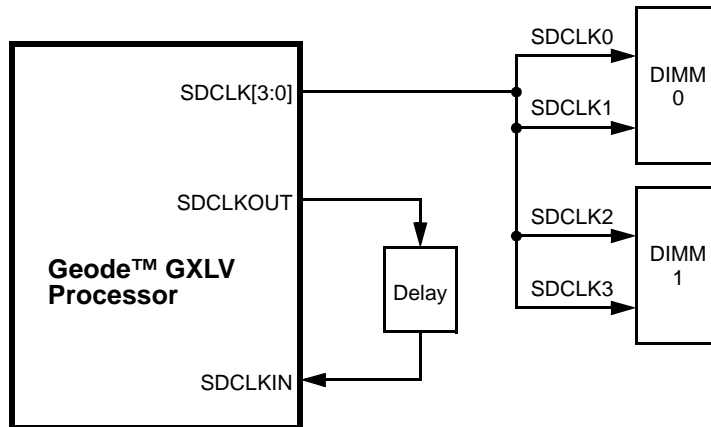 SDCLK[3:0]
SDCLKOUT
Geode™ GXLV
Processor
SDCLKIN
Delay
SDCLK0
SDCLK1
DIMM
0
SDCLK2
SDCLK3
DIMM
1